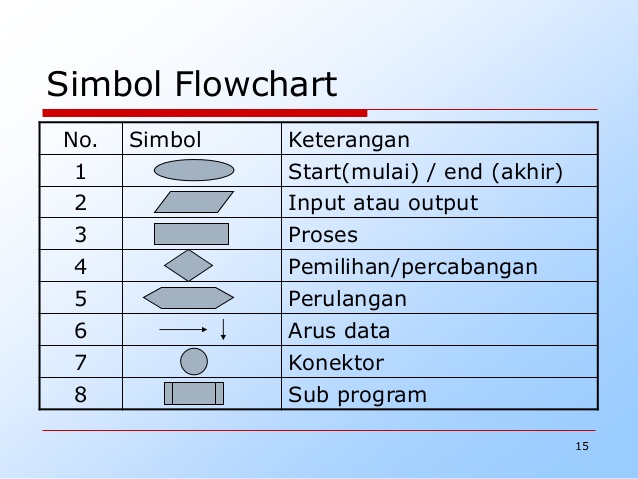 Simbol Flowchart
No. Simbol Keterangan
1 Start(mulai) / end (akhir)
2 Input atau output
3 Proses
4 Pemilihan/percabangan
5 Perulangan
6 Arus data
7 Konektor
8 Sub program
15